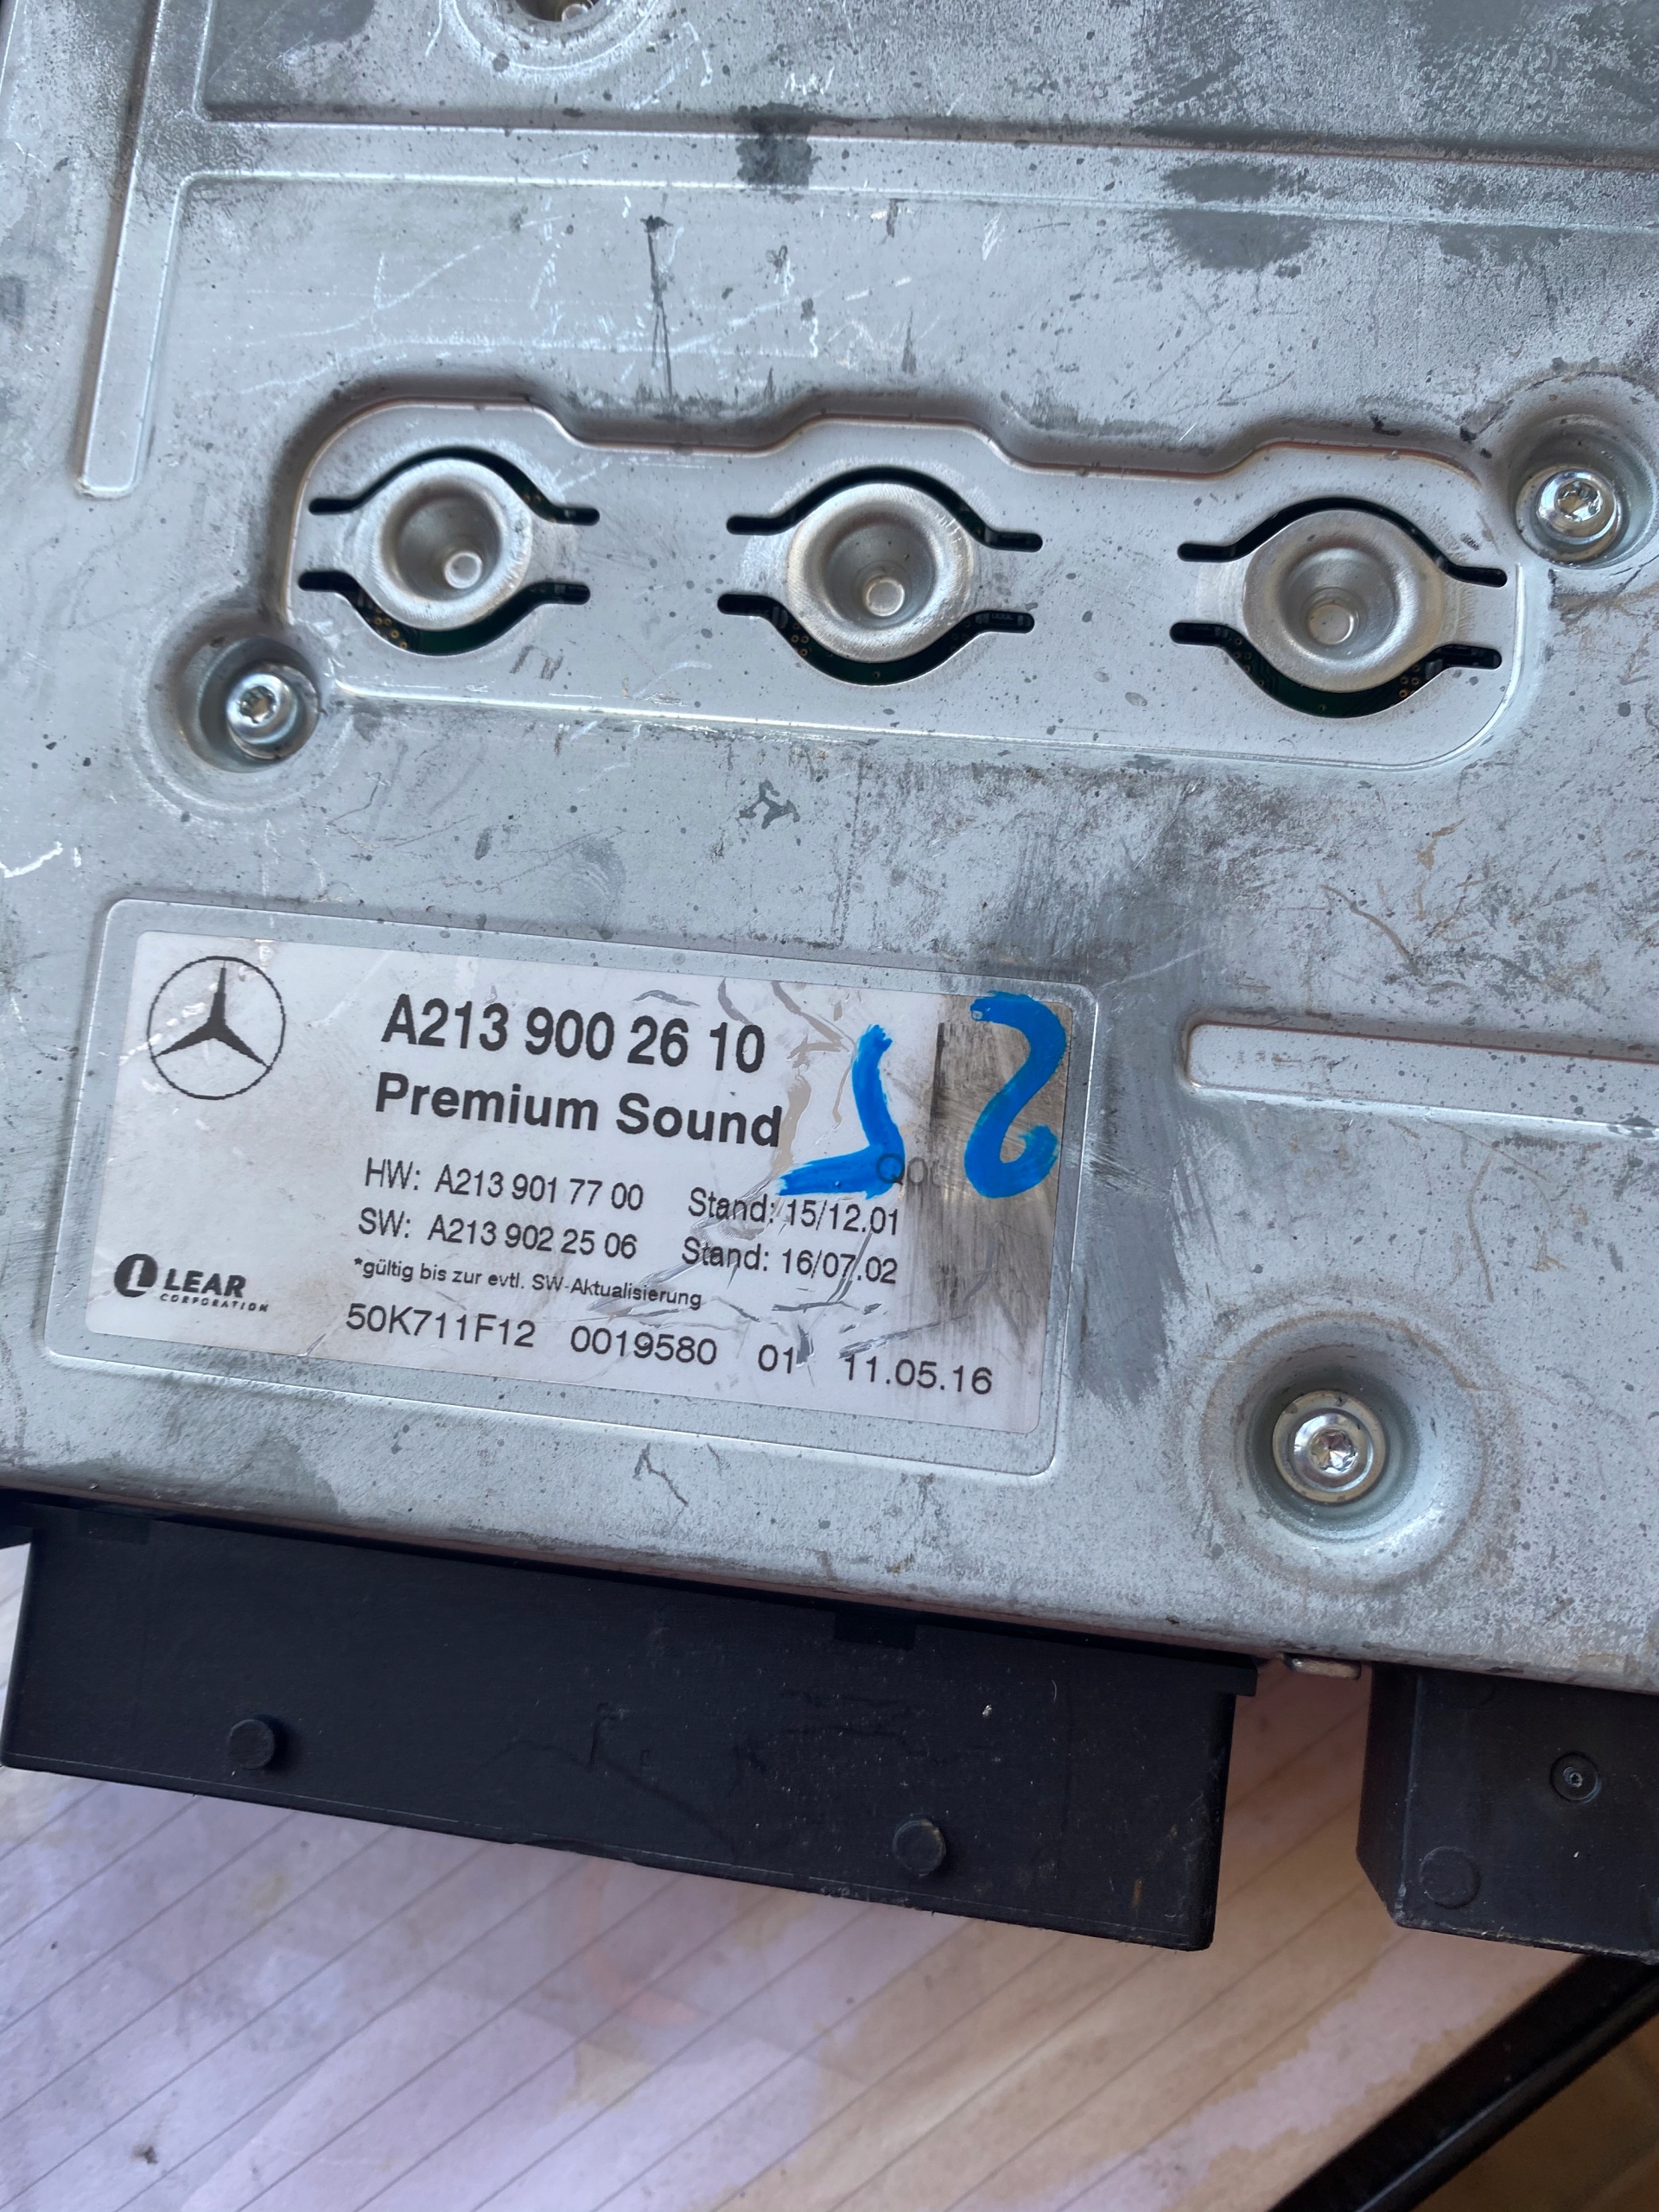 A213 900 26 10
Premium Sound
HW: A213 901 77 00 Stand: 15/12.01
SW: A213 902 25 06 Stand: 16/07.02
*gültig bis zur evtl. SW-Aktualisierung
LEAR
CORPORATION
50K711F12 0019580 01 11.05.16